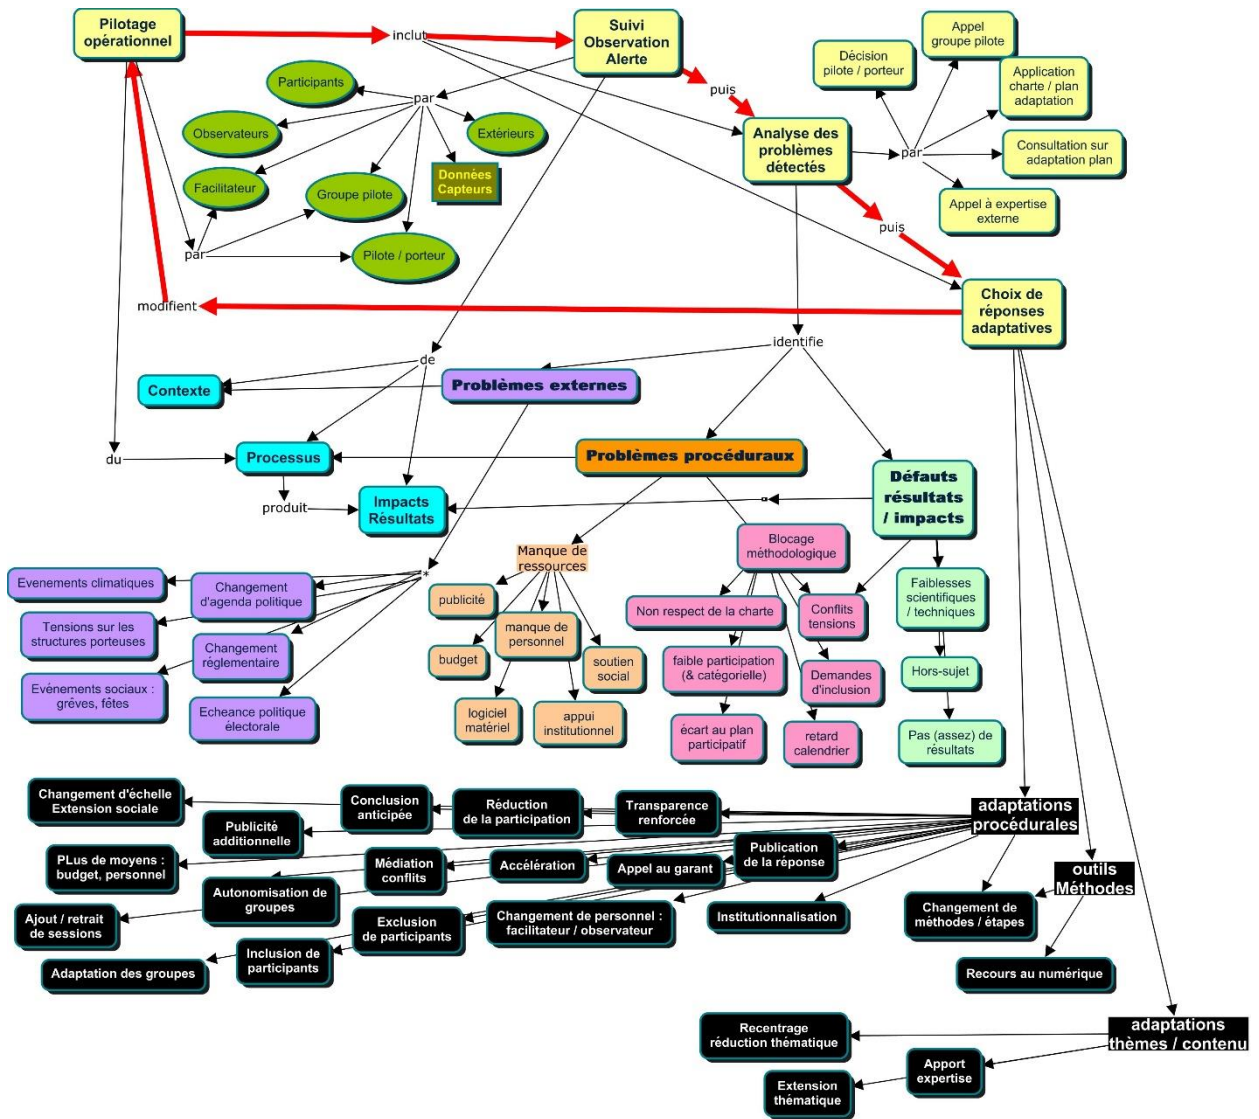 Pilotage
opérationnel
inclut
Suivi
Observation
Alerte
puis
Appel
groupe pilote
Décision
pilote / porteur
Application
charte / plan
adaptation
Participants
par
Observateurs
Extérieurs
Analyse des
problèmes
détectés
par
Consultation sur
adaptation plan
Données
Capteurs
Facilitateur
Groupe pilote
Appel à expertise
externe
puis
par
Pilote / porteur
modifient
Choix de
réponses
adaptatives
identifie
de
Contexte
Problèmes externes
du
Processus
Problèmes procéduraux
Défauts
résultats
/ impacts
produit
Impacts
Résultats
Blocage
méthodologique
Manque de
ressources
*
Evenements climatiques
Changement
d'agenda politique
publicité
Faiblesses
scientifiques
/ techniques
Non respect de la charte
Conflits
tensions
Tensions sur les
structures porteuses
manque de
personnel
Changement
réglementaire
budget
soutien
social
faible participation
(& catégorielle)
Hors-sujet
Evénements sociaux :
gréves, fêtes
Demandes
d'inclusion
Echeance politique
électorale
logiciel
matériel
appui
institutionnel
écart au plan
participatif
retard
calendrier
Pas (assez) de
résultats
Changement d'échelle
Extension sociale
Conclusion
anticipée
Réduction
de la participation
Transparence
renforcée
adaptations
procédurales
Publicité
additionnelle
PLus de moyens :
budget, personnel
Médiation
conflits
Accélération
Appel au garant
Publication
de la réponse
outils
Méthodes
Autonomisation de
groupes
Ajout / retrait
de sessions
Exclusion
de participants
Changement de personnel :
facilitateur / observateur
Institutionnalisation
Changement de
méthodes / étapes
Adaptation des groupes
Inclusion de
participants
Recours au numérique
Recentrage
réduction thématique
adaptations
thèmes / contenu
Apport
expertise
Extension
thématique